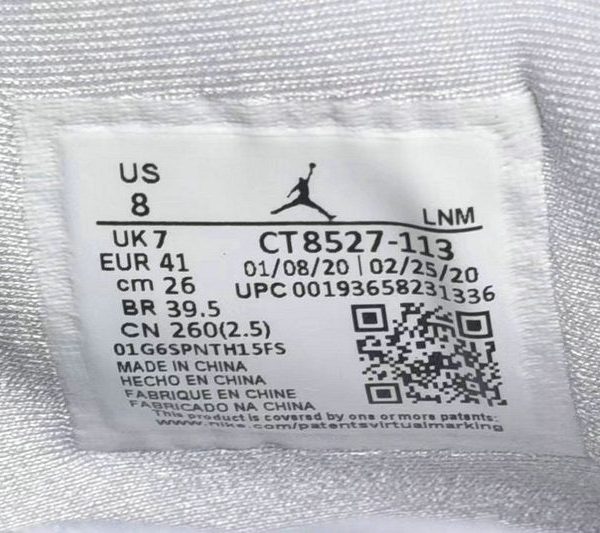 US
8
LNM
UK 7
CT8527-113
EUR 41
01/08/20 | 02/25/20
cm 26
UPC 00193658231336
BR 39.5
CN 260(2.5)
01G6SPNTH15FS
MADE IN CHINA
HECHO EN CHINA
FABRIQUE EN CHINE
FABRICADO NA CHINA
This product is covered by one or more patents:
www.nike.com/patentsvirtualmarking